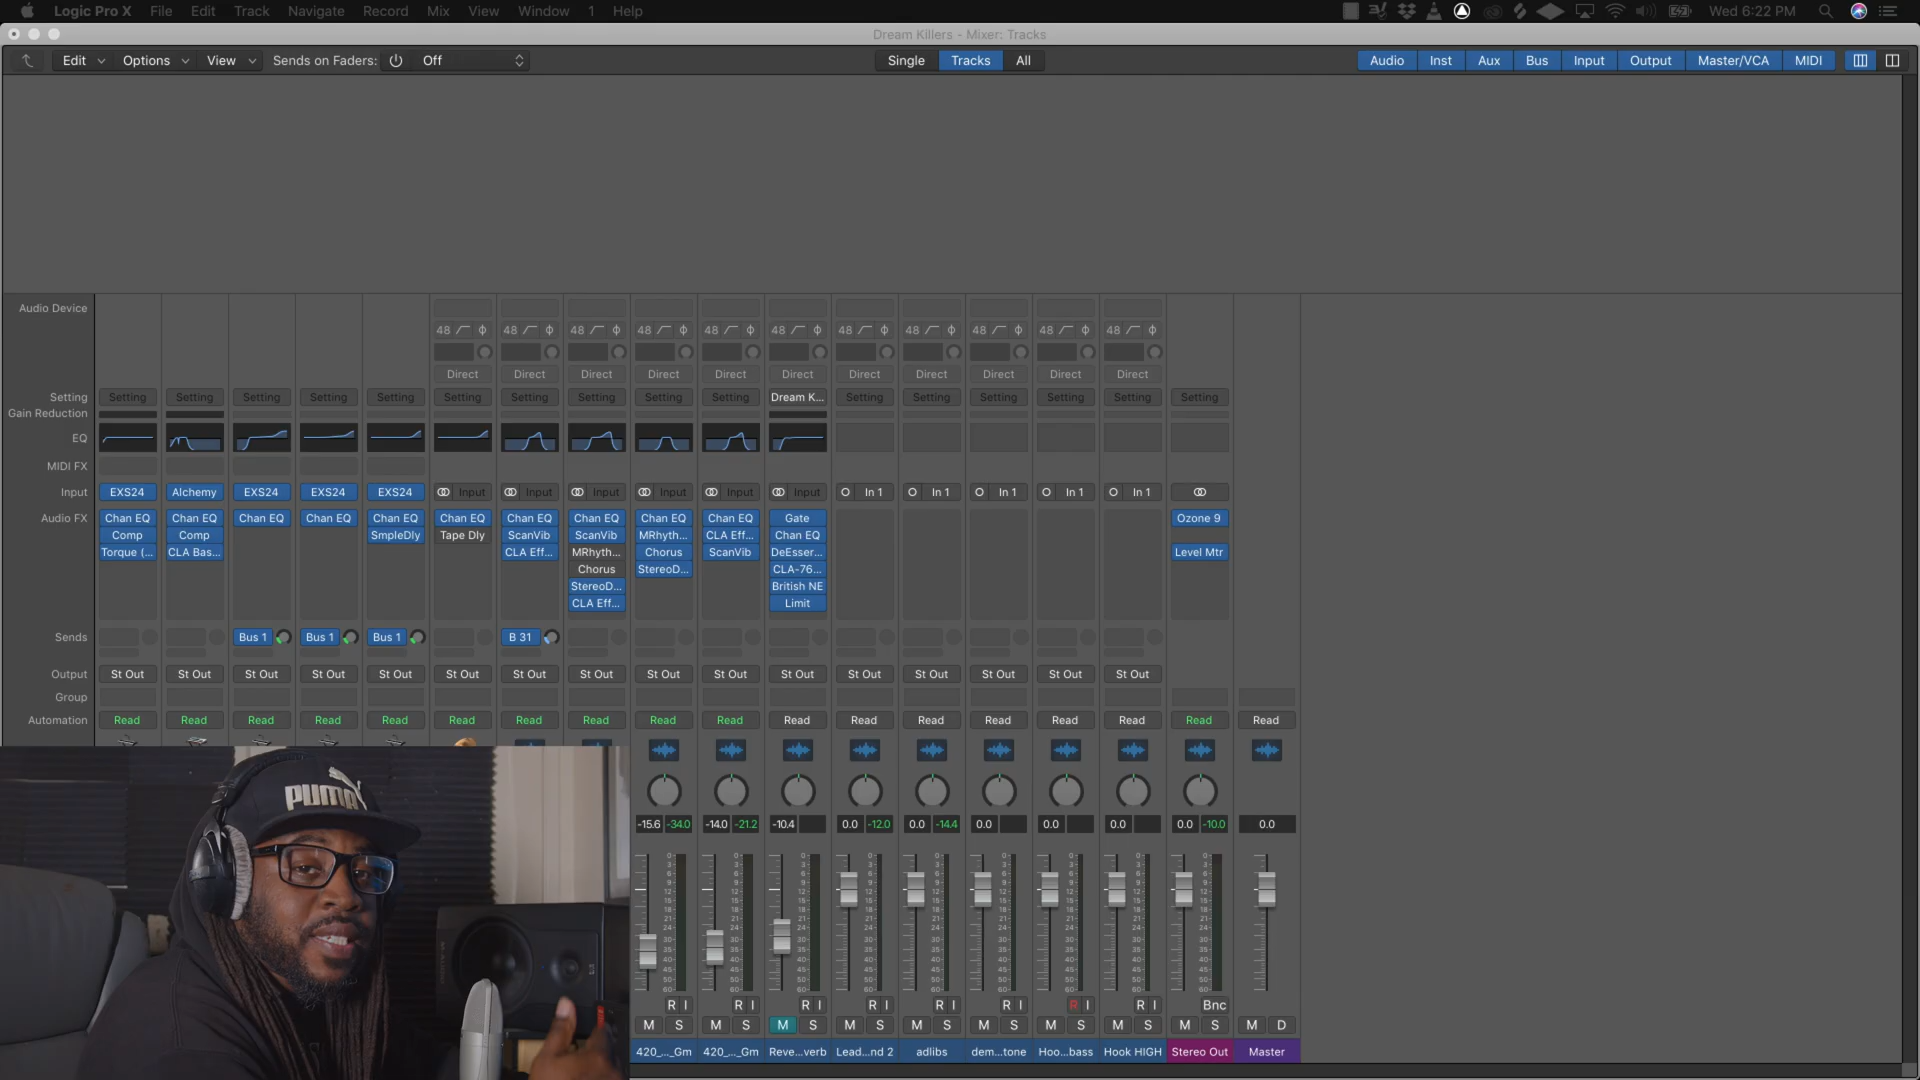 Logic Pro X File Edit Track Navigate Record Mix View Window 1 Help Wed 6:22 PM
Dream Killers - Mixer: Tracks
Edit Options View Sends on Faders: Off Single Tracks All Audio Inst Aux Bus Input Output Master/VCA MIDI
Audio Device
48 48 48 48 48 48 48 48 48 48 48
Direct Direct Direct Direct Direct Direct Direct Direct Direct Direct Direct
Setting Setting Setting Setting Setting Setting Setting Setting Setting Setting Setting Dream K... Setting Setting Setting Setting Setting Setting
Gain Reduction
EQ
MIDI FX
Input EXS24 Alchemy EXS24 EXS24 EXS24 Input Input Input Input Input Input In 1 In 1 In 1 In 1 In 1
Audio FX Chan EQ Chan EQ Chan EQ Chan EQ Chan EQ Chan EQ Chan EQ Chan EQ Chan EQ Chan EQ Gate Ozone 9
Comp Comp SmpleDly Tape Dly ScanVib ScanVib MRhyth... CLA Eff... Chan EQ
Torque (... CLA Bas... CLA Eff... MRhyth... Chorus ScanVib DeEsser... Level Mtr
Chorus StereoD... CLA-76...
StereoD... British NE
CLA Eff... Limit
Sends Bus 1 Bus 1 Bus 1 B 31
Output St Out St Out St Out St Out St Out St Out St Out St Out St Out St Out St Out St Out St Out St Out St Out St Out
Group
Automation Read Read Read Read Read Read Read Read Read Read Read Read Read Read Read Read Read Read
PUMA
-15.6 -34.0 -14.0 -21.2 -10.4 0.0 -12.0 0.0 -14.4 0.0 0.0 0.0 0.0 -10.0 0.0
R I R I R I R I R I R I R I R I Bnc
M S M S M S M S M S M S M S M S M S M D
420_..._Gm 420_..._Gm Reve...verb Lead...nd 2 adlibs dem...tone Hoo...bass Hook HIGH Stereo Out Master